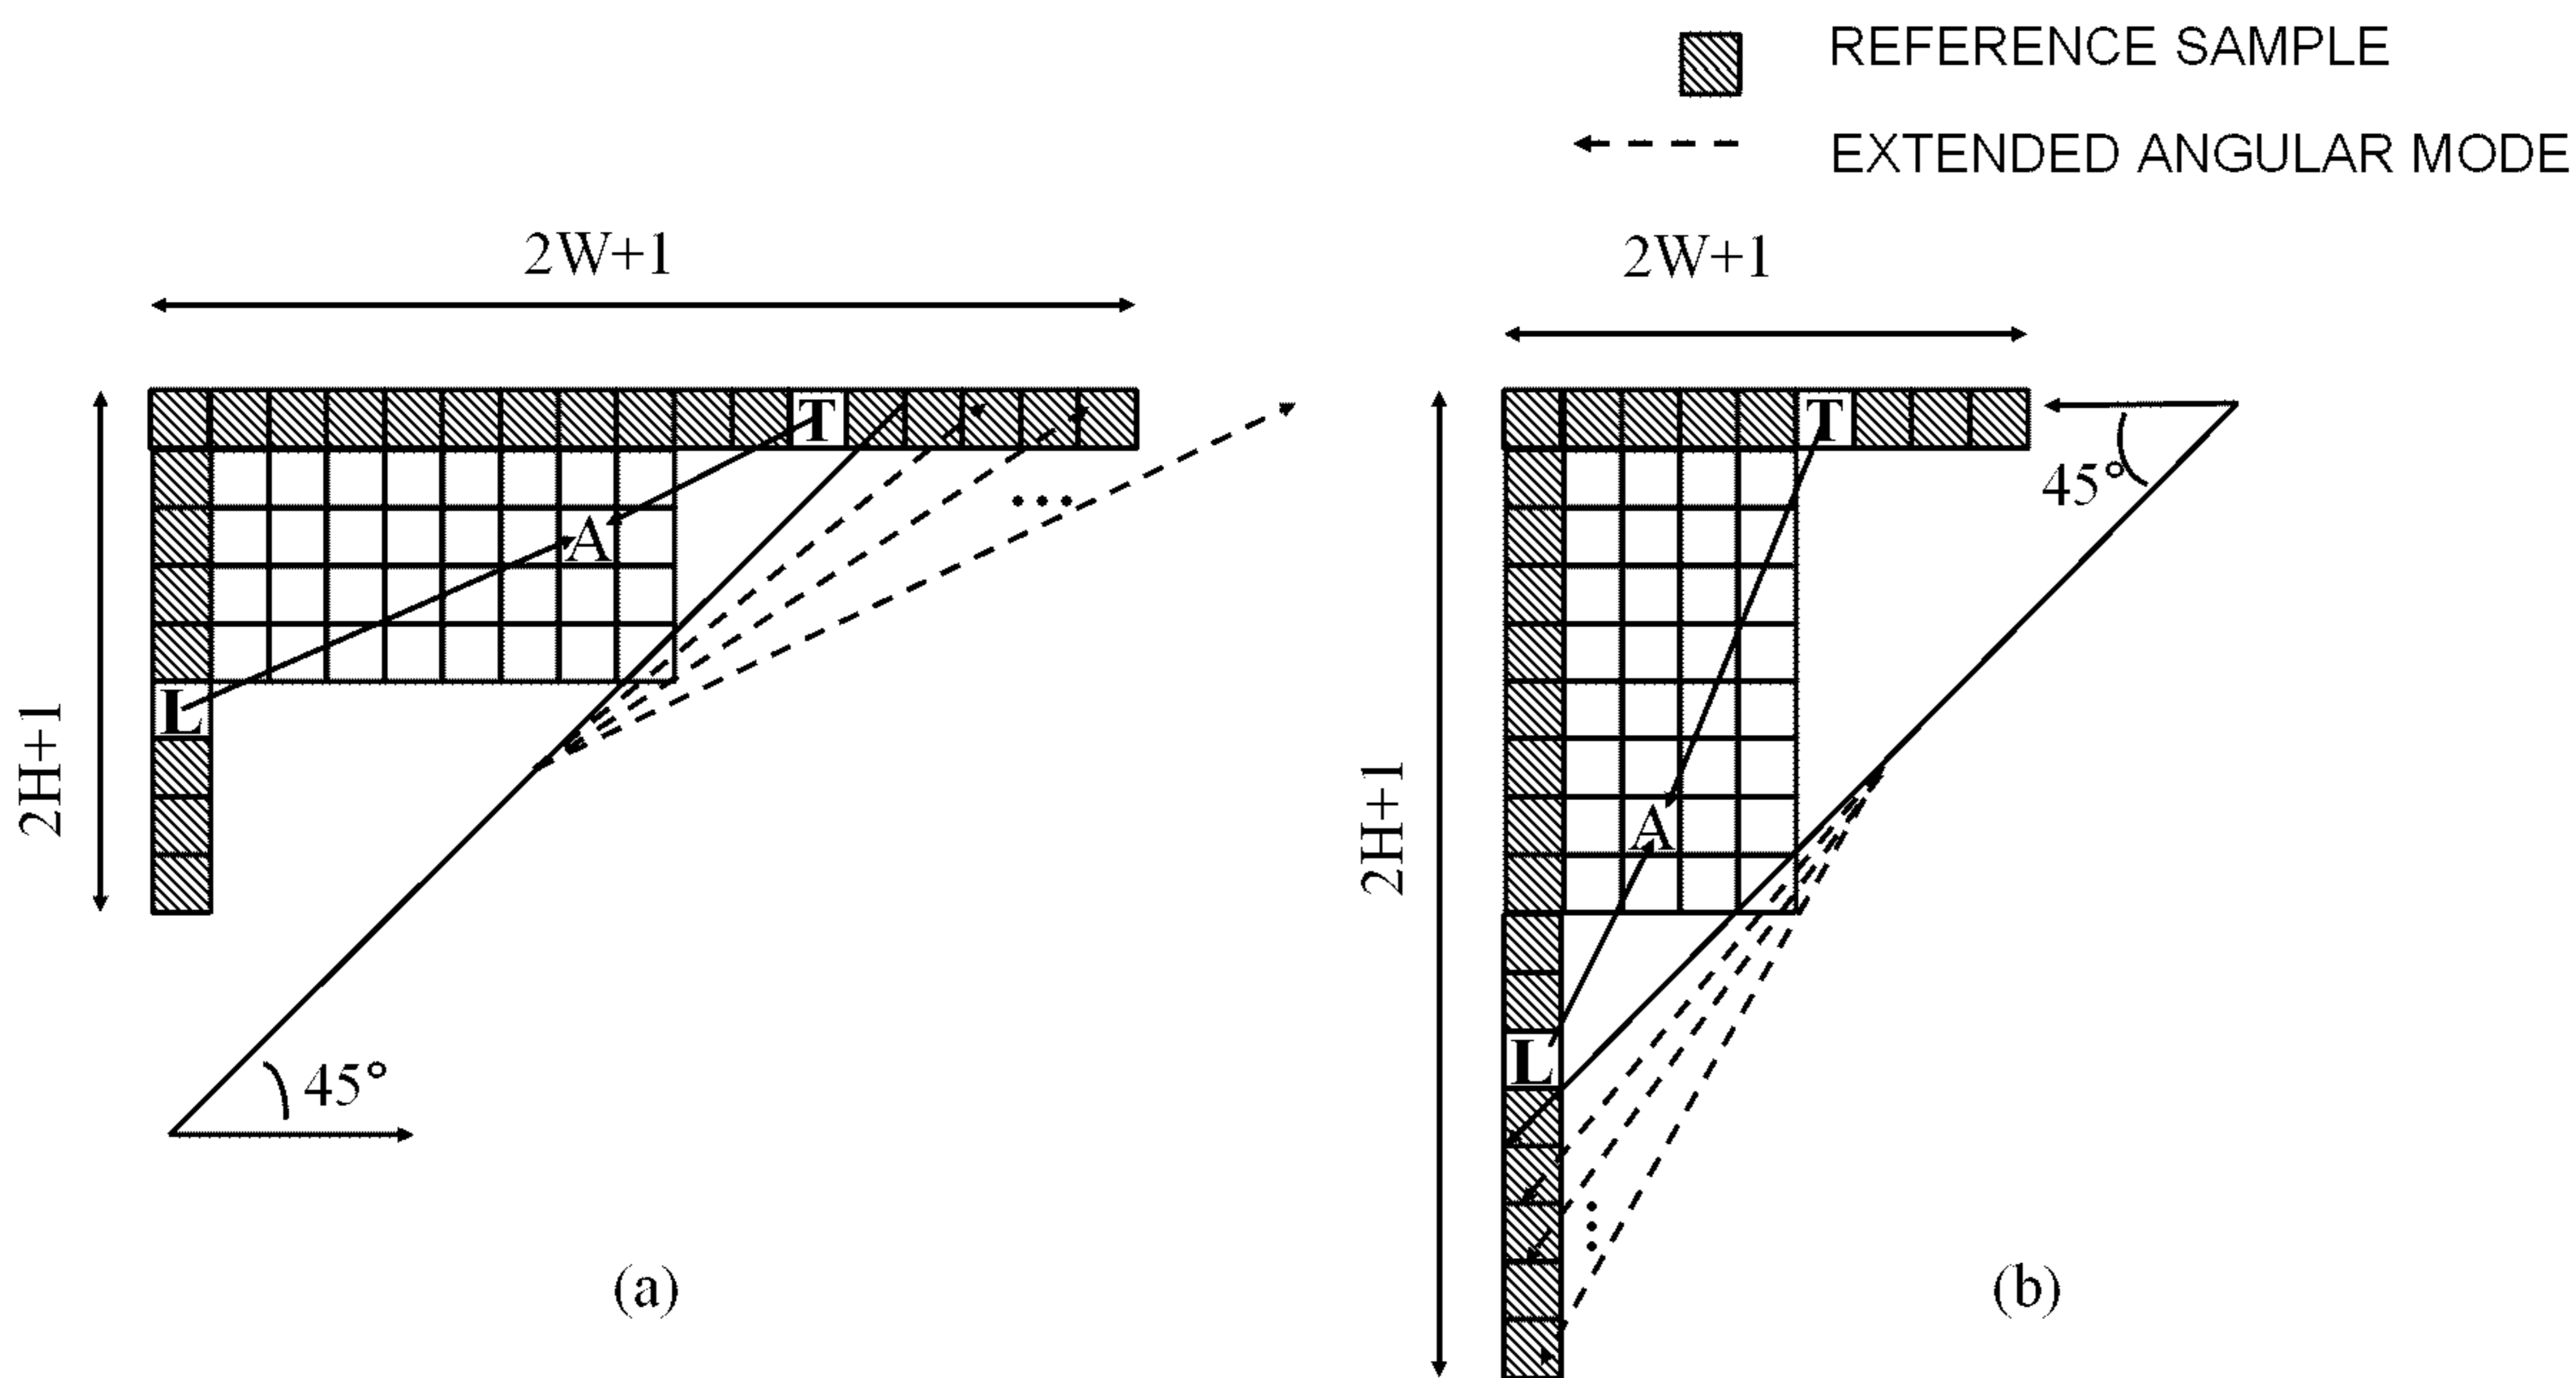 REFERENCE SAMPLE
EXTENDED ANGULAR MODE
2W+1
2H+1
T
A
L
45°
(a)
2W+1
2H+1
T
45°
A
L
(b)